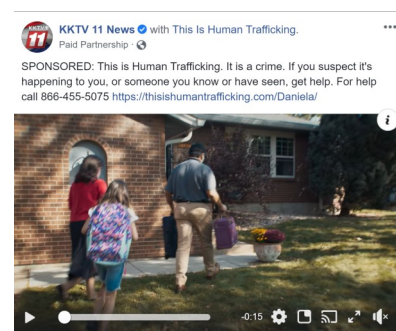 KKTV
11
KKTV 11 News with This Is Human Trafficking.
Paid Partnership ·
SPONSORED: This is Human Trafficking. It is a crime. If you suspect it's
happening to you, or someone you know or have seen, get help. For help
call 866-455-5075 https://thisishumantrafficking.com/Daniela/
-0:15